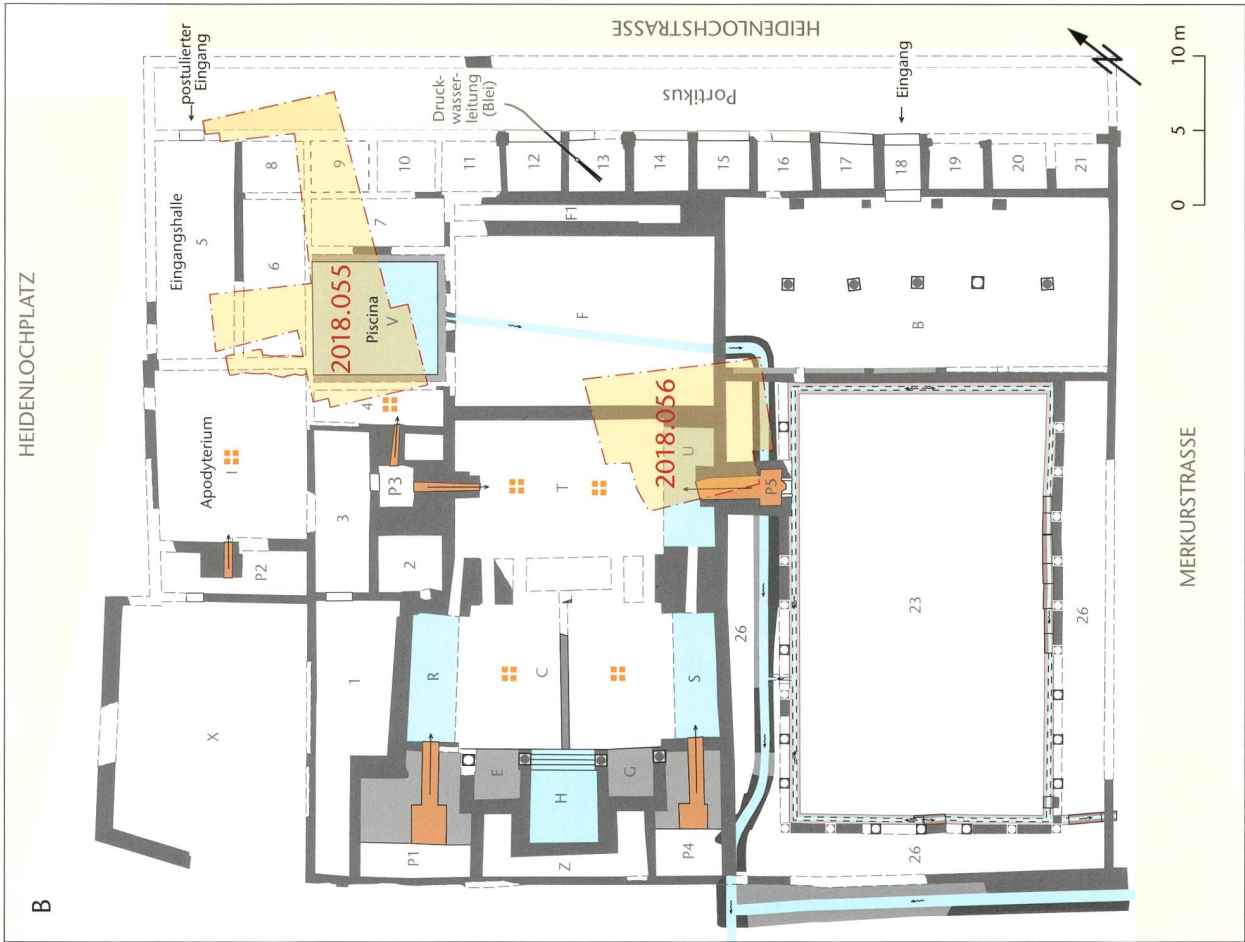 B
HEIDENLOCHPLATZ
HEIDENLOCHSTRASSE
MERKURSTRASSE
postulierter
Eingang
Eingangshalle
5
Apodyterium
I
P2
X
8
9
10
11
12
13
14
15
16
17
18
19
20
21
Druck-
wasser-
leitung
(Blei)
Portikus
Eingang
0
5
10 m
6
7
2018.055
Piscina
V
4
P3
3
2
1
F1
F
2018.056
U
T
P5
B
R
C
S
E
H
G
P1
Z
P4
23
26
26
26